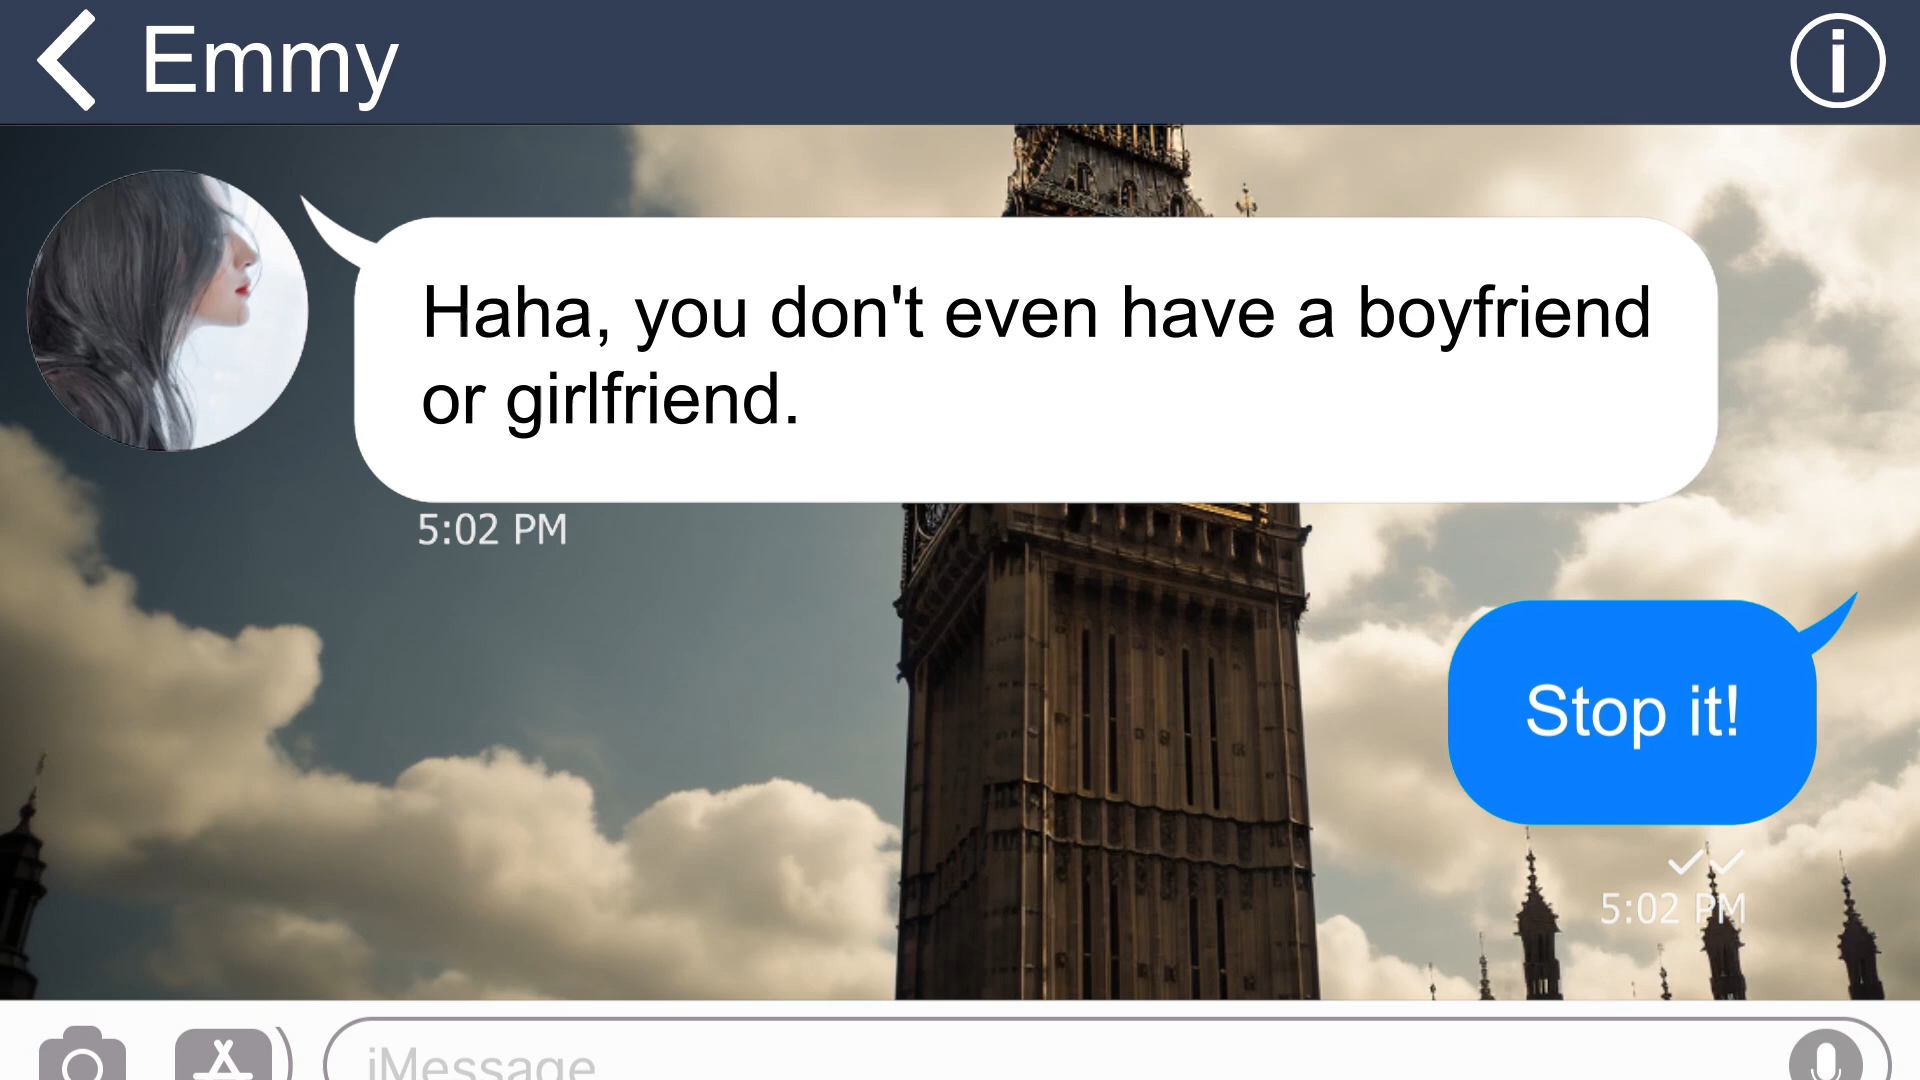 Emmy
Haha, you don't even have a boyfriend
or girlfriend.
5:02 PM
Stop it!
5:02 PM
iMessage